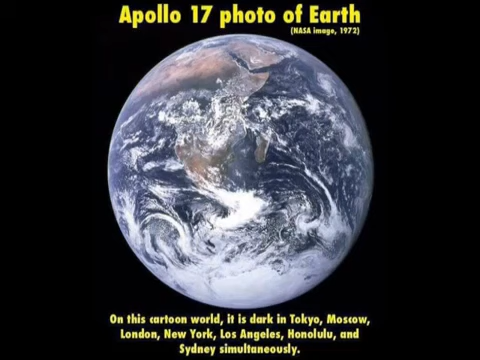 Apollo 17 photo of Earth
(NASA image, 1972)
On this cartoon world, it is dark in Tokyo, Moscow,
London, New York, Los Angeles, Honolulu, and
Sydney simultaneously.